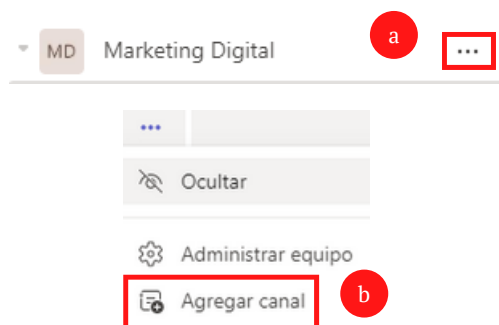 MD Marketing Digital a ...
...
Ocultar
Administrar equipo
Agregar canal b